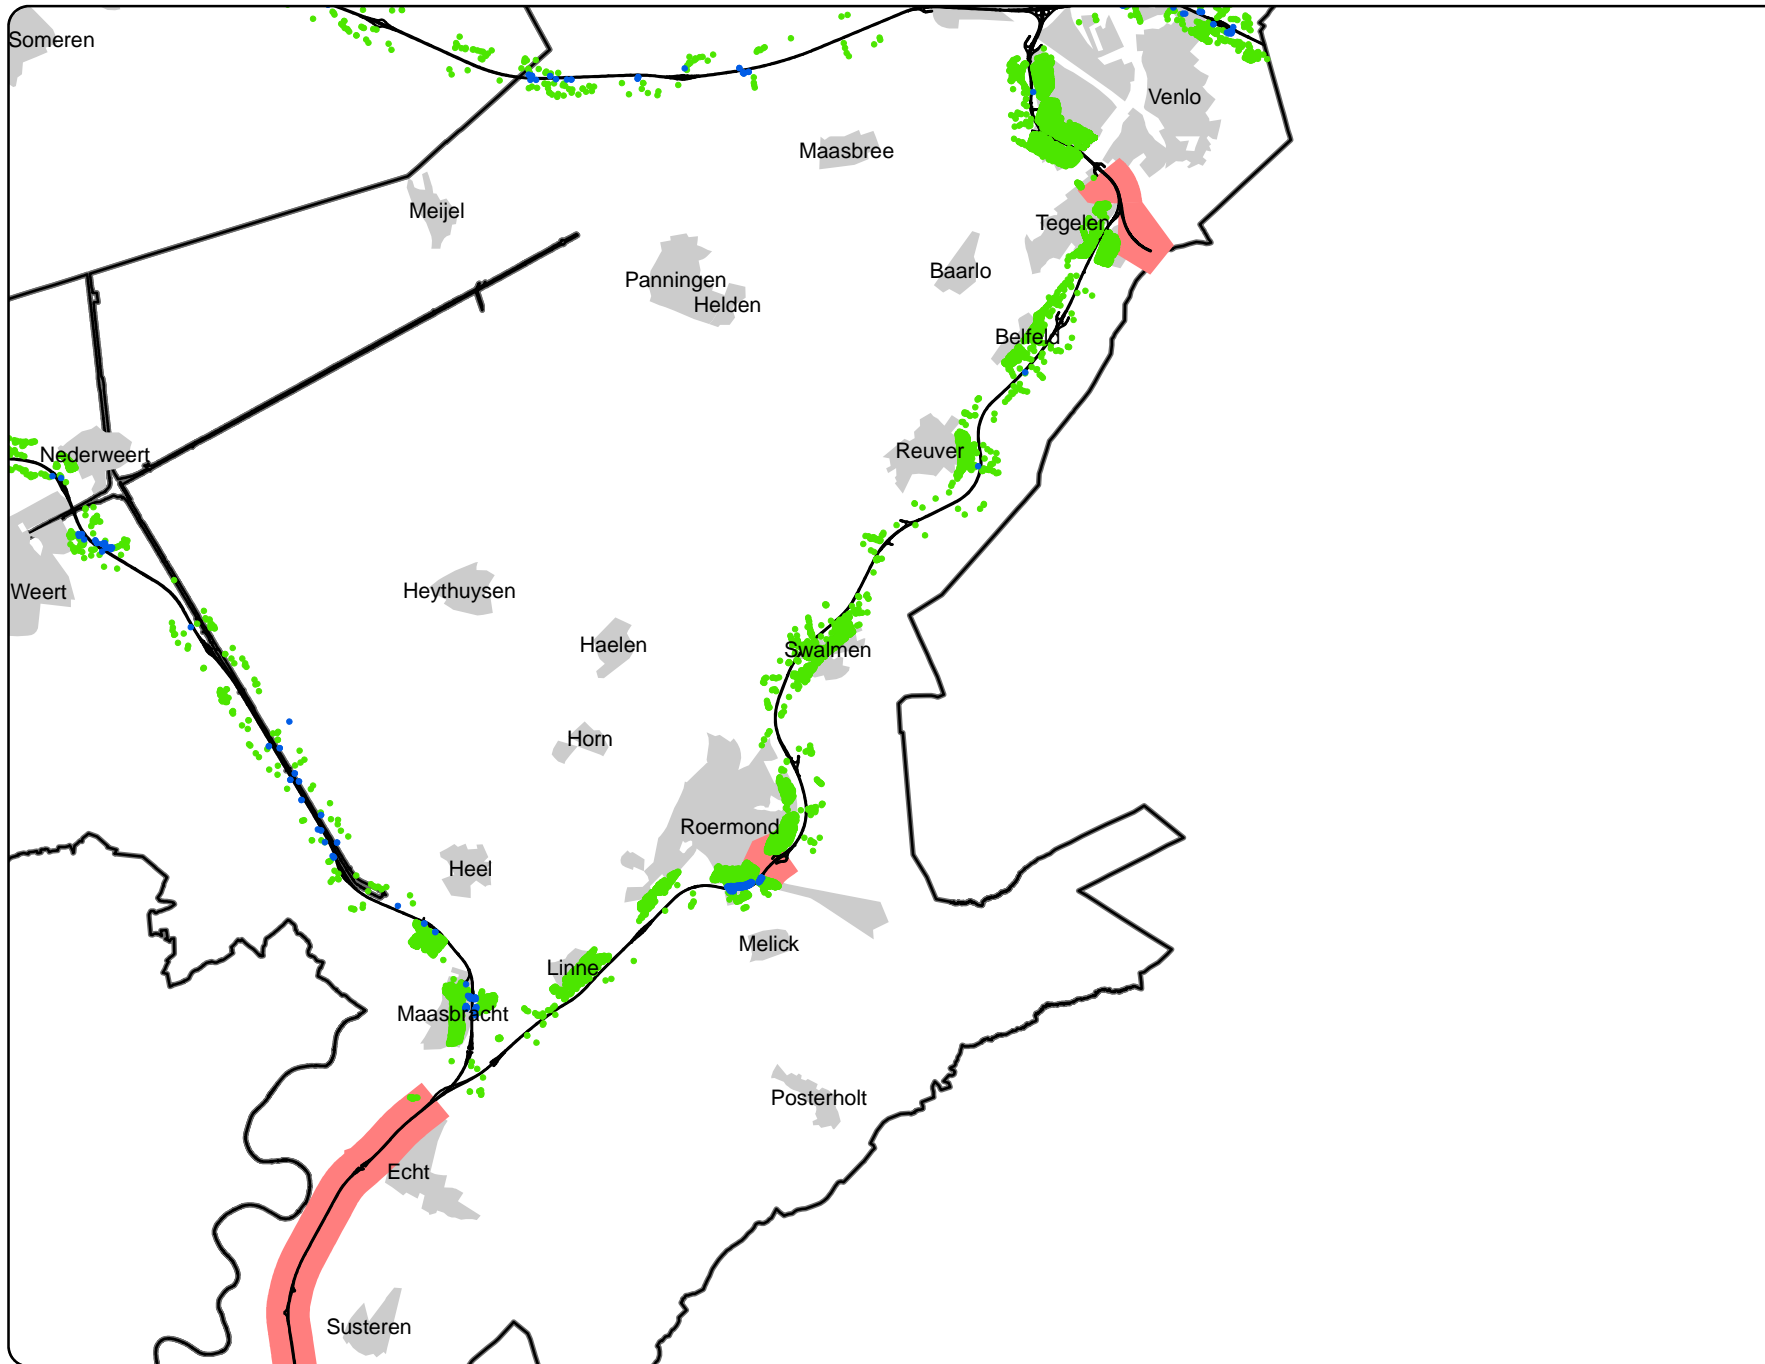 Someren
Venlo
Maasbree
Meijel
Tegelen
Baarlo
Panningen
Helden
Belfeld
Reuver
Nederweert
Weert
Heythuysen
Haelen
Swalmen
Horn
Roermond
Heel
Melick
Linne
Maasbracht
Posterholt
Echt
Susteren